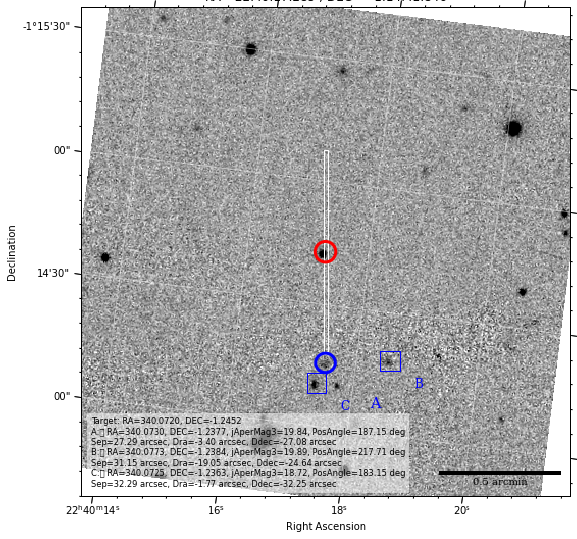 -1°15'30"
00"
14'30"
00"
Declination
B
C
A
Target: RA=340.0720, DEC=-1.2452
A: RA=340.0730, DEC=-1.2377, jAperMag3=19.84, PosAngle=187.15 deg
Sep=27.29 arcsec, Dra=-3.40 arcsec, Ddec=-27.08 arcsec
B: RA=340.0773, DEC=-1.2384, jAperMag3=19.89, PosAngle=217.71 deg
Sep=31.15 arcsec, Dra=-19.05 arcsec, Ddec=-24.64 arcsec
C: RA=340.0725, DEC=-1.2363, jAperMag3=18.72, PosAngle=183.15 deg
Sep=32.29 arcsec, Dra=-1.77 arcsec, Ddec=-32.25 arcsec
0.5 arcmin
22ʰ40ᵐ14ˢ 16ˢ 18ˢ 20ˢ
Right Ascension